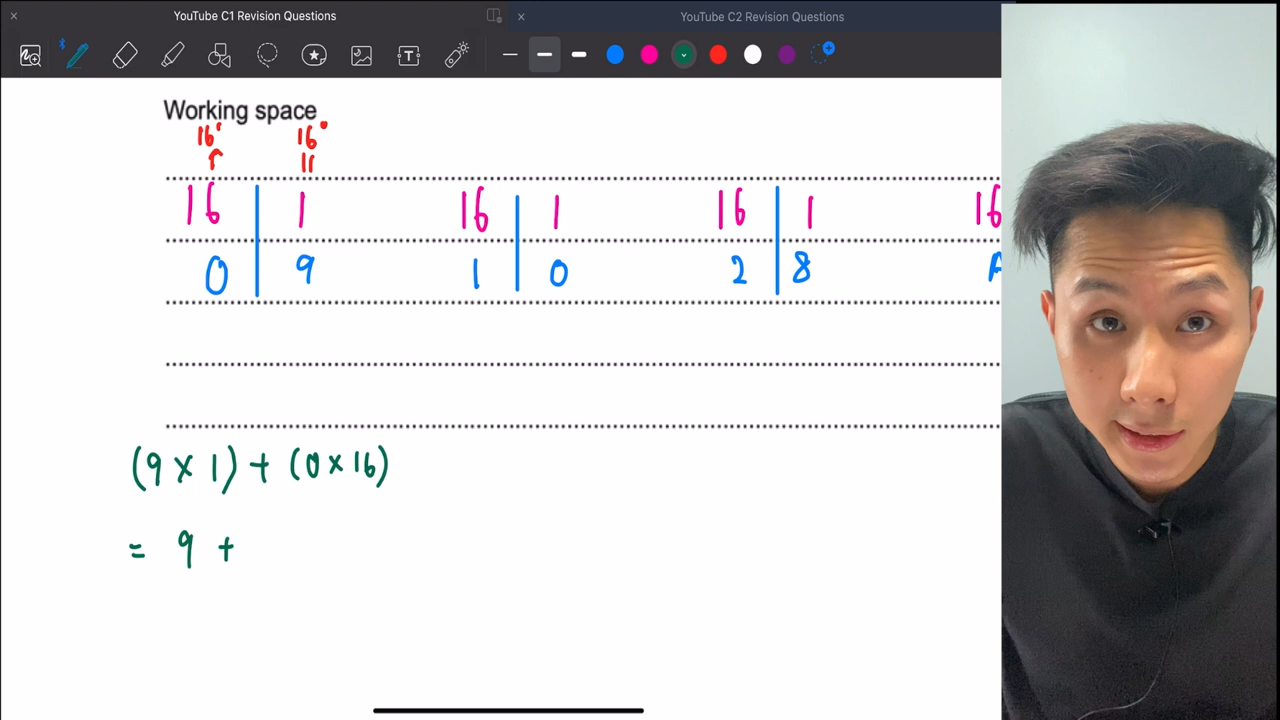 YouTube C1 Revision Questions YouTube C2 Revision Questions
Working space
16¹ 16⁰
16 1 16 1 16 1 16
0 9 1 0 2 8 A
(9 × 1) + (0 × 16)
= 9 +